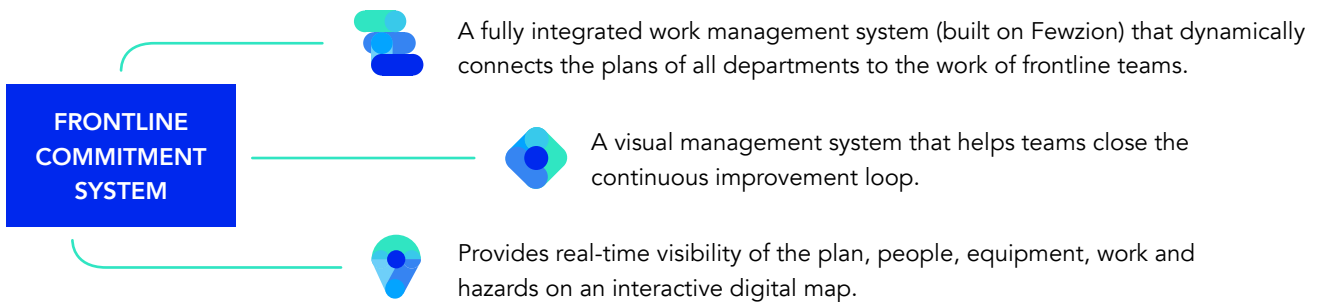 A fully integrated work management system (built on Fewzion) that dynamically
connects the plans of all departments to the work of frontline teams.
FRONTLINE
COMMITMENT
SYSTEM
A visual management system that helps teams close the
continuous improvement loop.
Provides real-time visibility of the plan, people, equipment, work and
hazards on an interactive digital map.